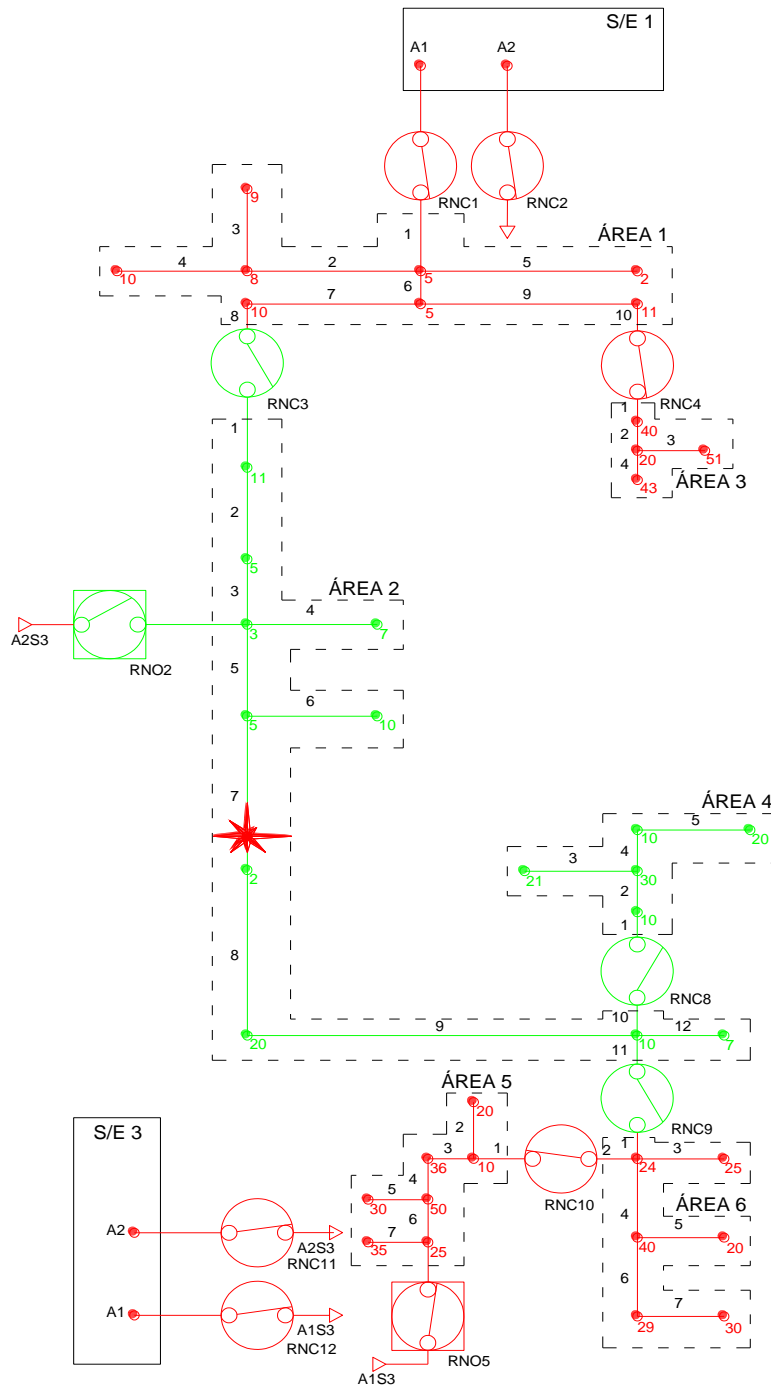 S/E 1
A1 A2
RNC1 RNC2
9
3 1 ÁREA 1
4 2 5
10 8 5 2
7 6 9
10 5 11
8 10
RNC3 RNC4
1 1
40
2 3
11 20 51
4
43 ÁREA 3
2
5
3 ÁREA 2
4
A2S3 3 7
RNO2
5
6
5 10
7 ÁREA 4
5
10 20
4
3
2 21 30
2
10
1
8
RNC8
10
9 12
20 10 7
11
ÁREA 5 RNC9
20
S/E 3 2 1
3 1 2 3
36 10 24 25
4 RNC10
5 ÁREA 6
30 50 4
6 5
A2 7 40 20
35 25
A2S3
RNC11 6
A1 7
A1S3 29 30
RNC12
RNO5
A1S3